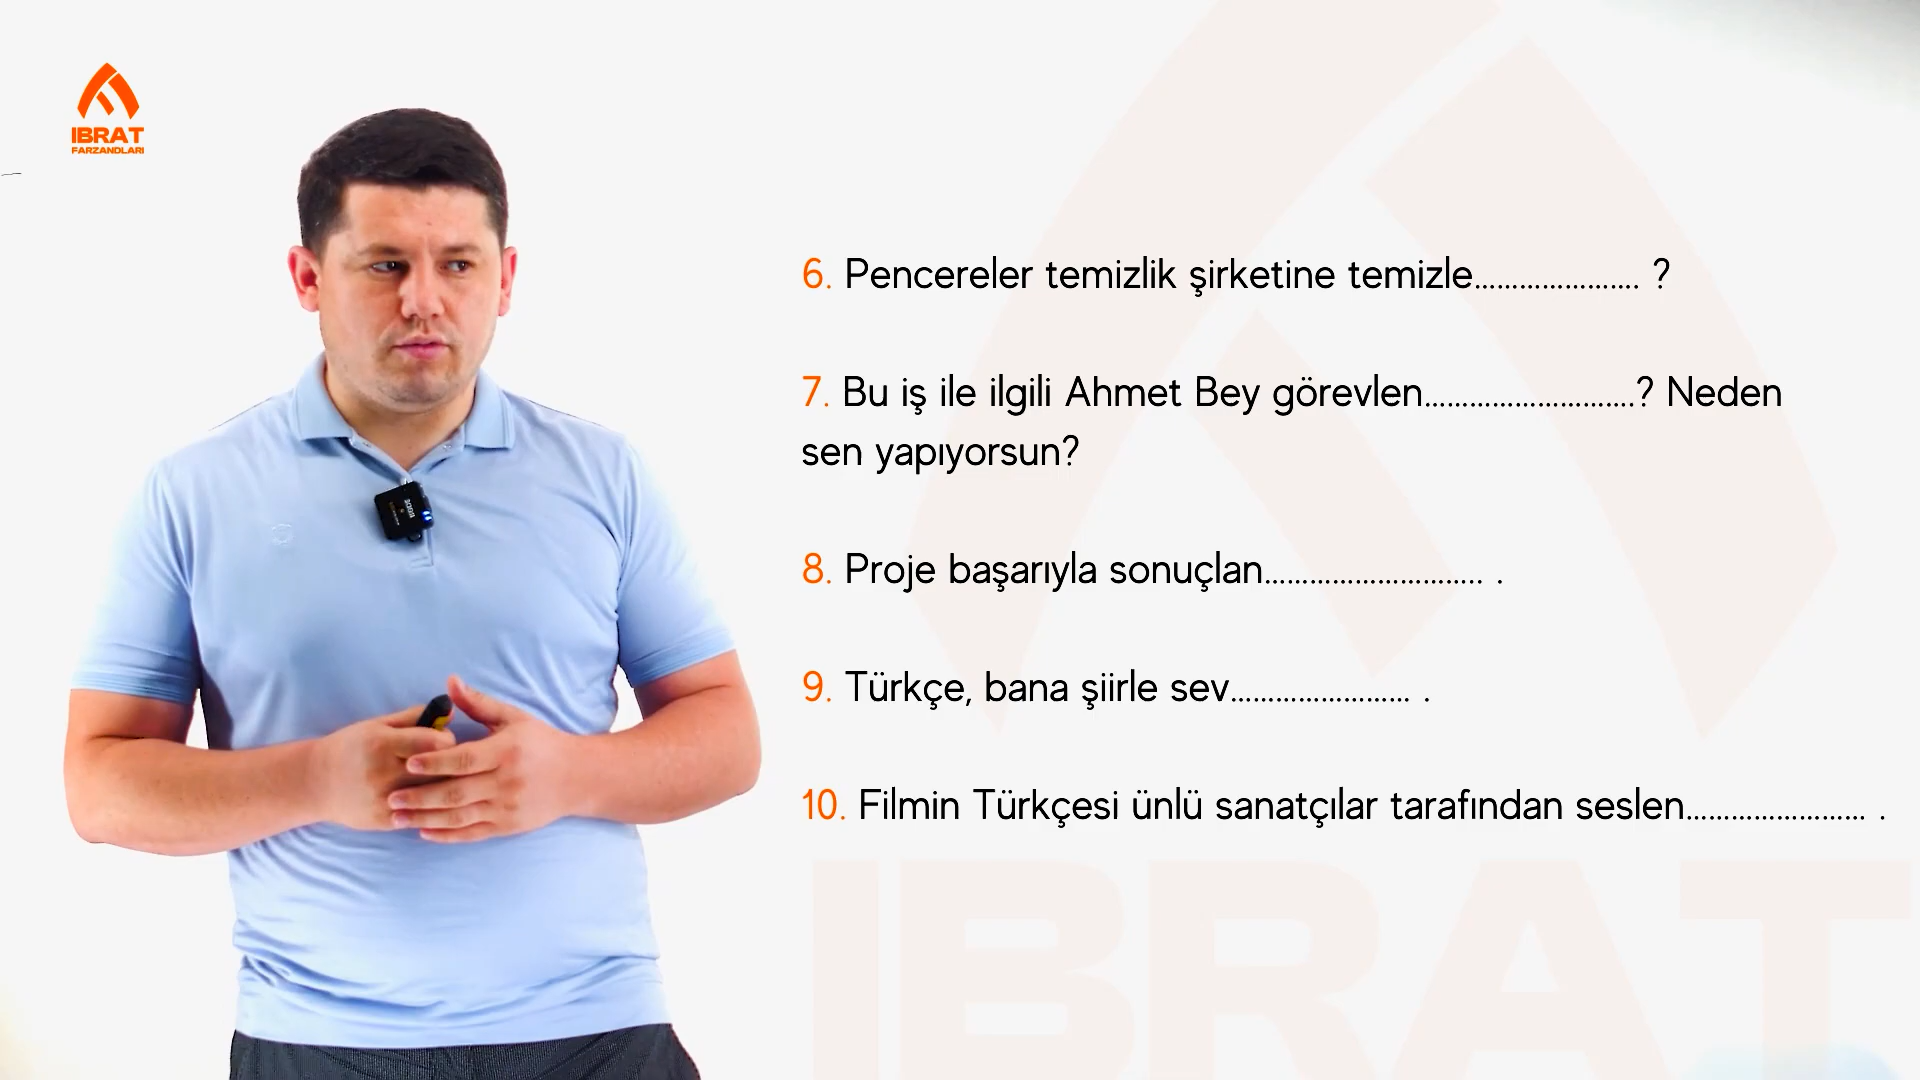 IBRAT
FARZANDLARI
6. Pencereler temizlik şirketine temizle...................... ?
7. Bu iş ile ilgili Ahmet Bey görevlen............................? Neden
sen yapıyorsun?
8. Proje başarıyla sonuçlan............................. .
9. Türkçe, bana şiirle sev........................ .
10. Filmin Türkçesi ünlü sanatçılar tarafından seslen........................ .
IBRAT